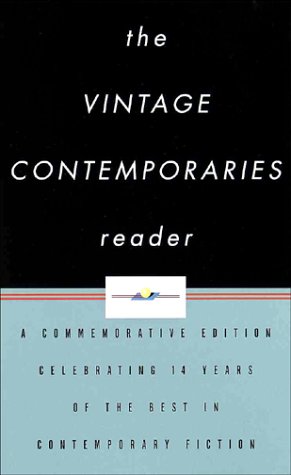 the
VINTAGE
CONTEMPORARIES
reader
A COMMEMORATIVE EDITION
CELEBRATING 14 YEARS
OF THE BEST IN
CONTEMPORARY FICTION